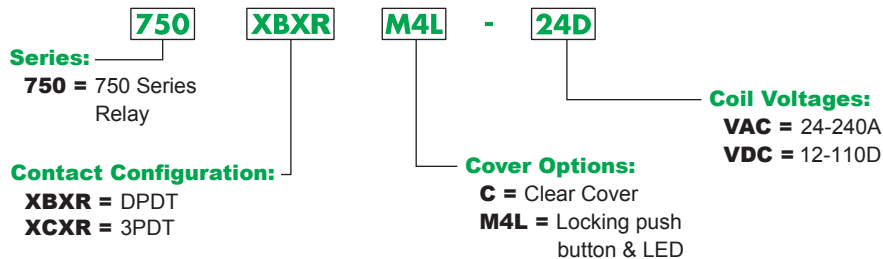 750 XBXR M4L - 24D
Series:
750 = 750 Series
Relay
Contact Configuration:
XBXR = DPDT
XCXR = 3PDT
Cover Options:
C = Clear Cover
M4L = Locking push
button & LED
Coil Voltages:
VAC = 24-240A
VDC = 12-110D